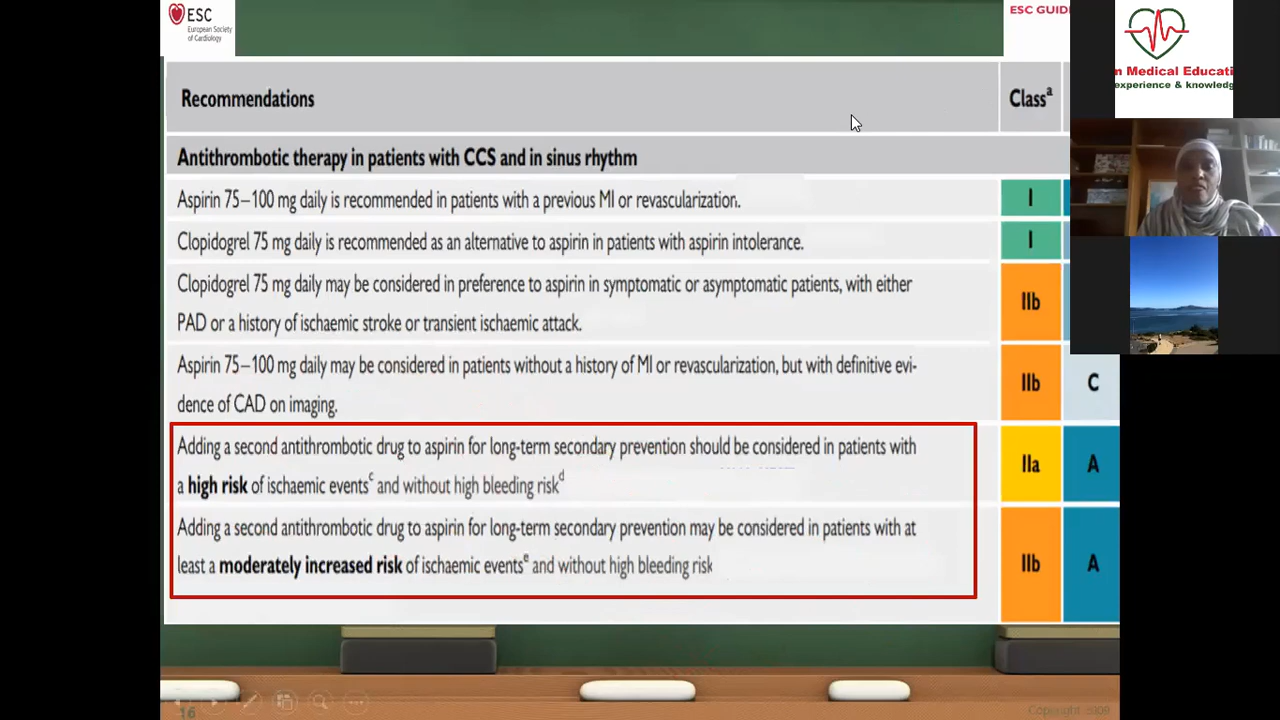 ESC
European Society
of Cardiology
ESC GUID
Recommendations
Classᵃ
Antithrombotic therapy in patients with CCS and in sinus rhythm
Aspirin 75–100 mg daily is recommended in patients with a previous MI or revascularization.
I
Clopidogrel 75 mg daily is recommended as an alternative to aspirin in patients with aspirin intolerance.
I
Clopidogrel 75 mg daily may be considered in preference to aspirin in symptomatic or asymptomatic patients, with either
PAD or a history of ischaemic stroke or transient ischaemic attack.
IIb
Aspirin 75–100 mg daily may be considered in patients without a history of MI or revascularization, but with definitive evi-
dence of CAD on imaging.
IIb
C
Adding a second antithrombotic drug to aspirin for long-term secondary prevention should be considered in patients with
a high risk of ischaemic eventsᶜ and without high bleeding riskᵈ
IIa
A
Adding a second antithrombotic drug to aspirin for long-term secondary prevention may be considered in patients with at
least a moderately increased risk of ischaemic eventsᵉ and without high bleeding risk
IIb
A
16
n Medical Educati
experience & knowledg